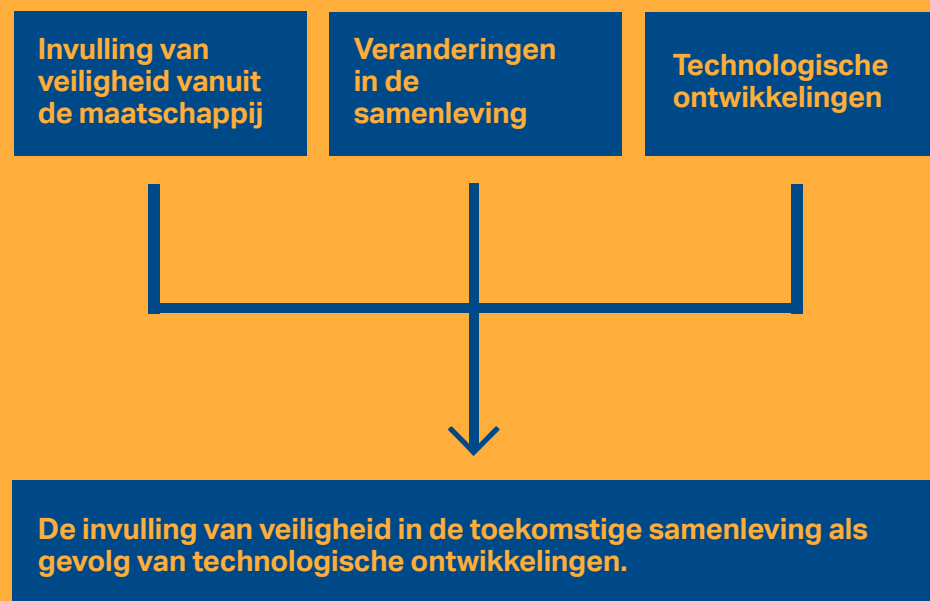 Invulling van
veiligheid vanuit
de maatschappij
Veranderingen
in de
samenleving
Technologische
ontwikkelingen
De invulling van veiligheid in de toekomstige samenleving als
gevolg van technologische ontwikkelingen.